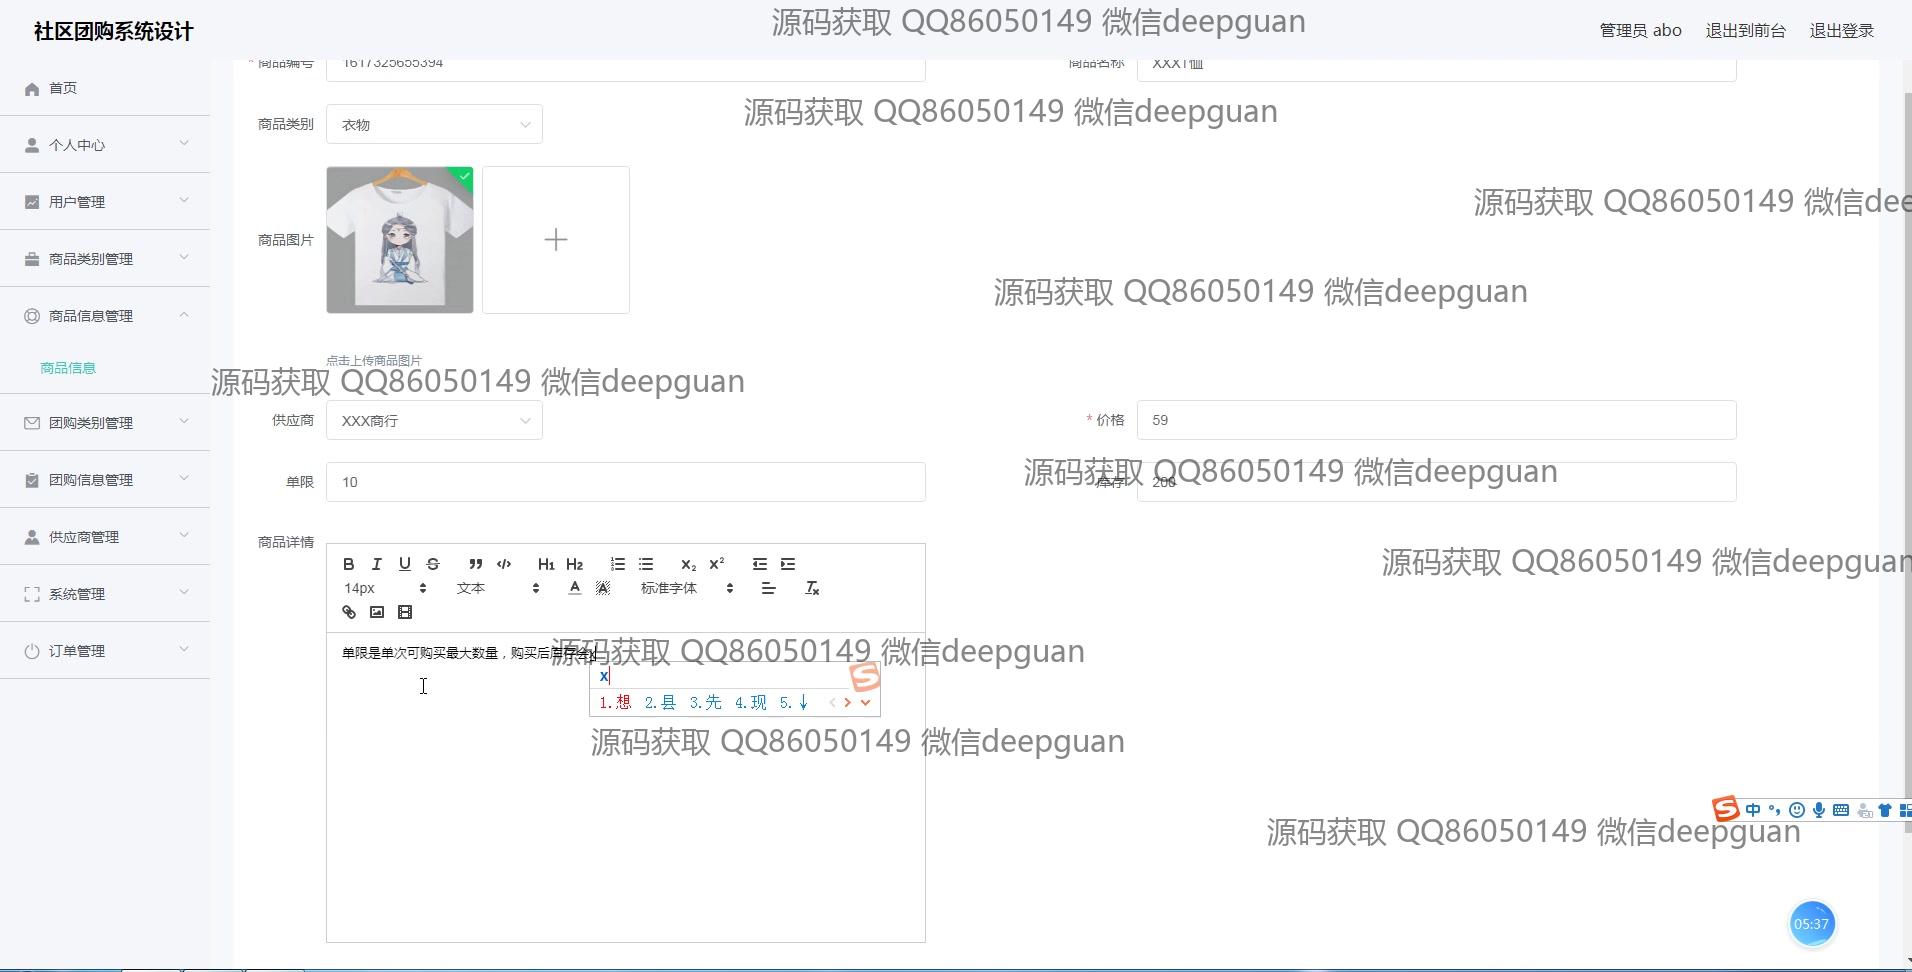 社区团购系统设计
源码获取 QQ86050149 微信deepguan
管理员 abo
退出到前台
退出登录
首页
个人中心
用户管理
商品类别管理
商品信息管理
商品信息
团购类别管理
团购信息管理
供应商管理
系统管理
订单管理
* 商品编号
1617325655394
商品名称
XXXT恤
源码获取 QQ86050149 微信deepguan
商品类别
衣物
源码获取 QQ86050149 微信dee
商品图片
源码获取 QQ86050149 微信deepguan
点击上传商品图片
源码获取 QQ86050149 微信deepguan
供应商
XXX商行
* 价格
59
源码获取 QQ86050149 微信deepguan
单限
10
库存
200
商品详情
源码获取 QQ86050149 微信deepguan
B I U S H1 H2 X2 X2
14px 文本 A A 标准字体 Tx
单限是单次可购买最大数量，购买后库存会x
源码获取 QQ86050149 微信deepguan
x
1.想 2.县 3.先 4.现 5.↓
源码获取 QQ86050149 微信deepguan
中
源码获取 QQ86050149 微信deepguan
05:37